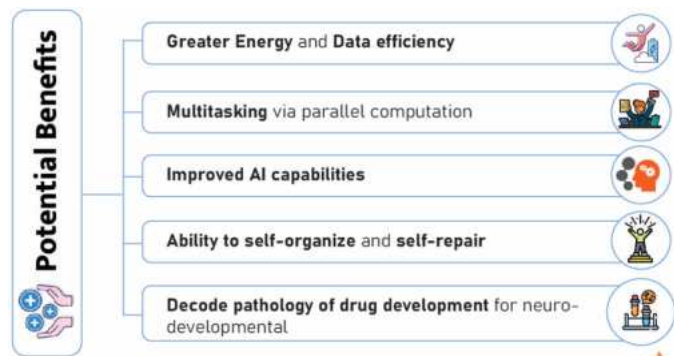 Potential Benefits
Greater Energy and Data efficiency
Multitasking via parallel computation
Improved AI capabilities
Ability to self-organize and self-repair
Decode pathology of drug development for neuro-
developmental